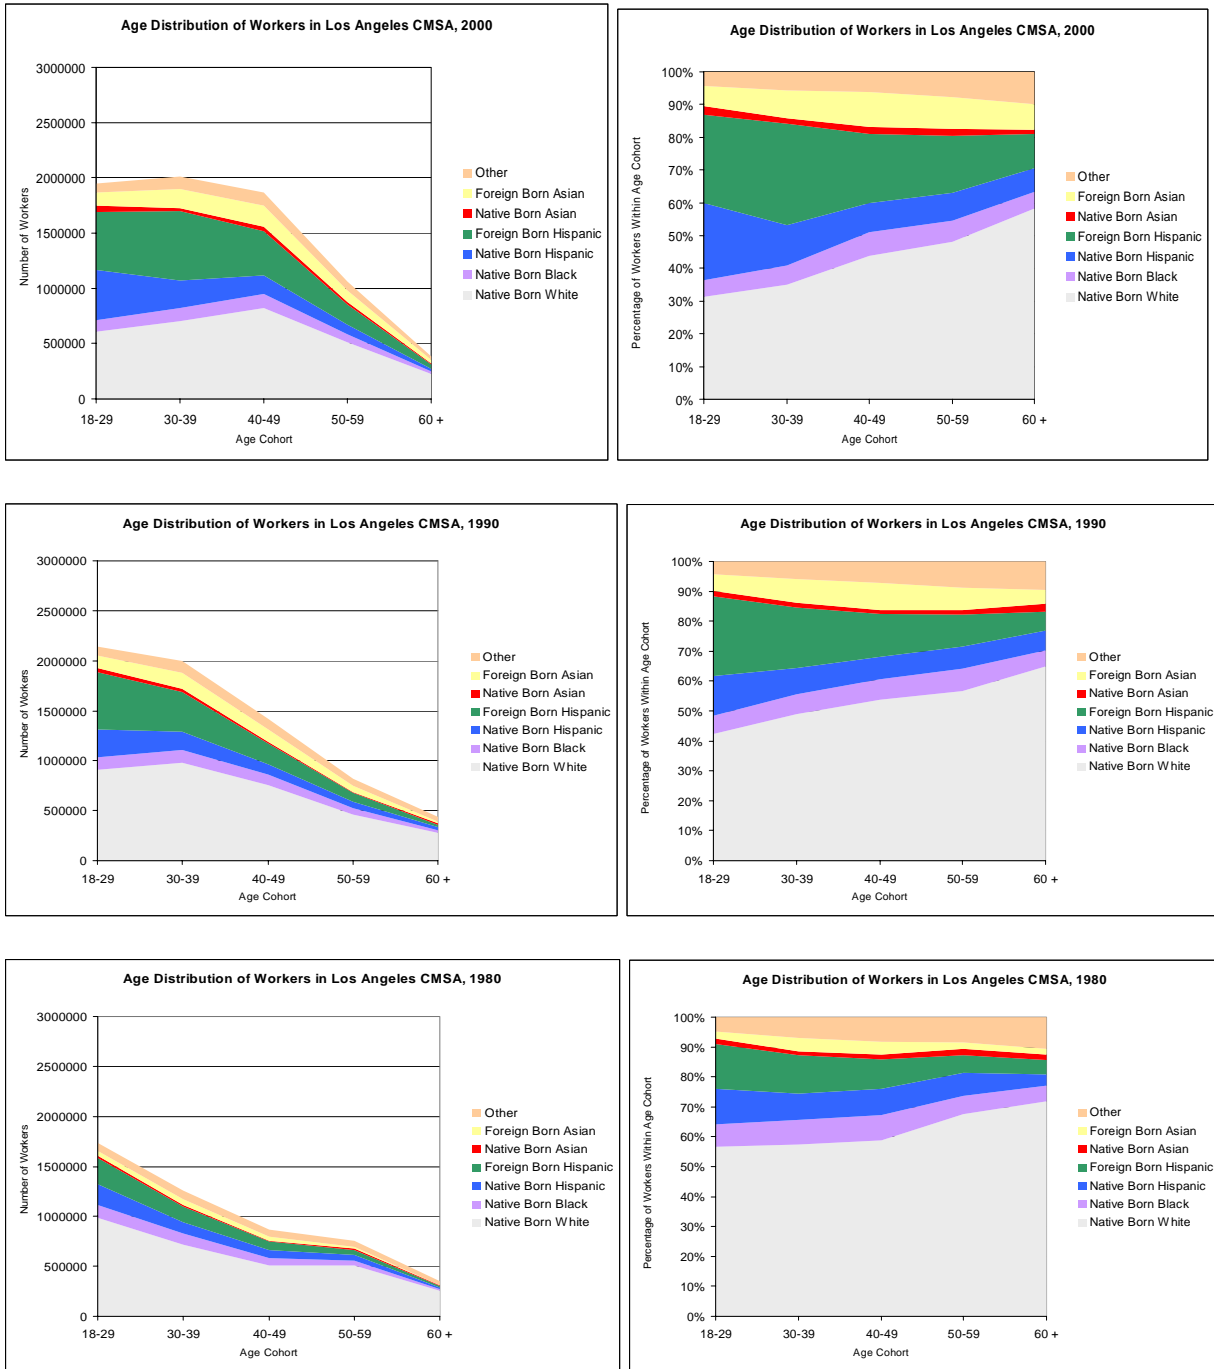 Age Distribution of Workers in Los Angeles CMSA, 2000
3000000
2500000
2000000
1500000
1000000
500000
0
Number of Workers
18-29 30-39 40-49 50-59 60 +
Age Cohort
Other
Foreign Born Asian
Native Born Asian
Foreign Born Hispanic
Native Born Hispanic
Native Born Black
Native Born White
Age Distribution of Workers in Los Angeles CMSA, 2000
100%
90%
80%
70%
60%
50%
40%
30%
20%
10%
0%
Percentage of Workers Within Age Cohort
18-29 30-39 40-49 50-59 60 +
Age Cohort
Other
Foreign Born Asian
Native Born Asian
Foreign Born Hispanic
Native Born Hispanic
Native Born Black
Native Born White
Age Distribution of Workers in Los Angeles CMSA, 1990
3000000
2500000
2000000
1500000
1000000
500000
0
Number of Workers
18-29 30-39 40-49 50-59 60 +
Age Cohort
Other
Foreign Born Asian
Native Born Asian
Foreign Born Hispanic
Native Born Hispanic
Native Born Black
Native Born White
Age Distribution of Workers in Los Angeles CMSA, 1990
100%
90%
80%
70%
60%
50%
40%
30%
20%
10%
0%
Percentage of Workers Within Age Cohort
18-29 30-39 40-49 50-59 60 +
Age Cohort
Other
Foreign Born Asian
Native Born Asian
Foreign Born Hispanic
Native Born Hispanic
Native Born Black
Native Born White
Age Distribution of Workers in Los Angeles CMSA, 1980
3000000
2500000
2000000
1500000
1000000
500000
0
Number of Workers
18-29 30-39 40-49 50-59 60 +
Age Cohort
Other
Foreign Born Asian
Native Born Asian
Foreign Born Hispanic
Native Born Hispanic
Native Born Black
Native Born White
Age Distribution of Workers in Los Angeles CMSA, 1980
100%
90%
80%
70%
60%
50%
40%
30%
20%
10%
0%
Percentage of Workers Within Age Cohort
18-29 30-39 40-49 50-59 60 +
Age Cohort
Other
Foreign Born Asian
Native Born Asian
Foreign Born Hispanic
Native Born Hispanic
Native Born Black
Native Born White